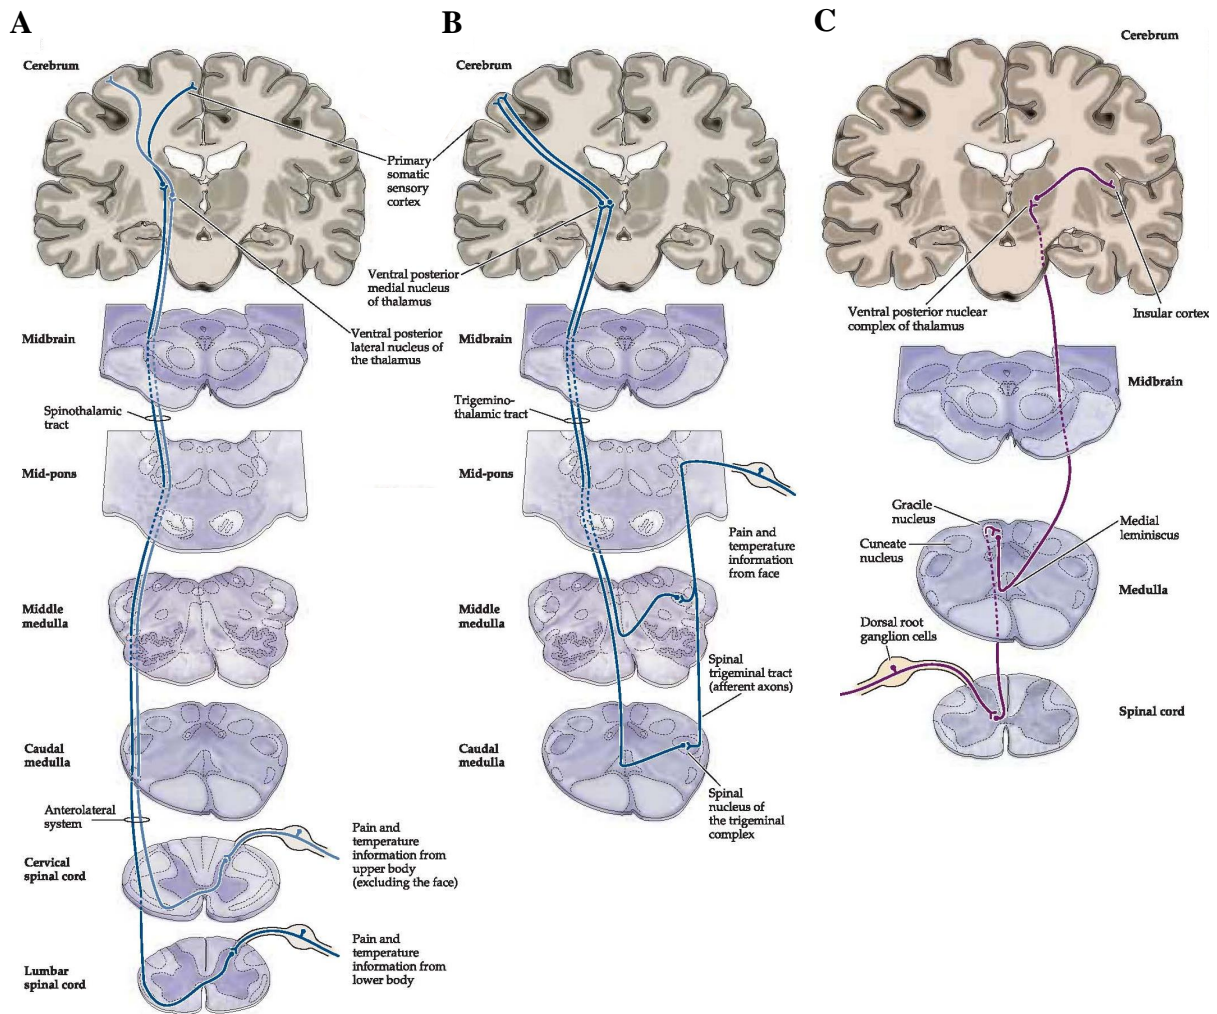 A
Cerebrum
Primary
somatic
sensory
cortex
Ventral posterior
lateral nucleus of
the thalamus
Midbrain
Spinothalamic
tract
Mid-pons
Middle
medulla
Caudal
medulla
Anterolateral
system
Cervical
spinal cord
Pain and
temperature
information from
upper body
(excluding the face)
Lumbar
spinal cord
Pain and
temperature
information from
lower body
B
Cerebrum
Ventral posterior
medial nucleus
of thalamus
Midbrain
Trigemino-
thalamic tract
Mid-pons
Pain and
temperature
information
from face
Middle
medulla
Spinal
trigeminal tract
(afferent axons)
Caudal
medulla
Spinal
nucleus of
the trigeminal
complex
C
Cerebrum
Ventral posterior nuclear
complex of thalamus
Insular cortex
Midbrain
Gracile
nucleus
Cuneate
nucleus
Medial
leminiscus
Medulla
Dorsal root
ganglion cells
Spinal cord